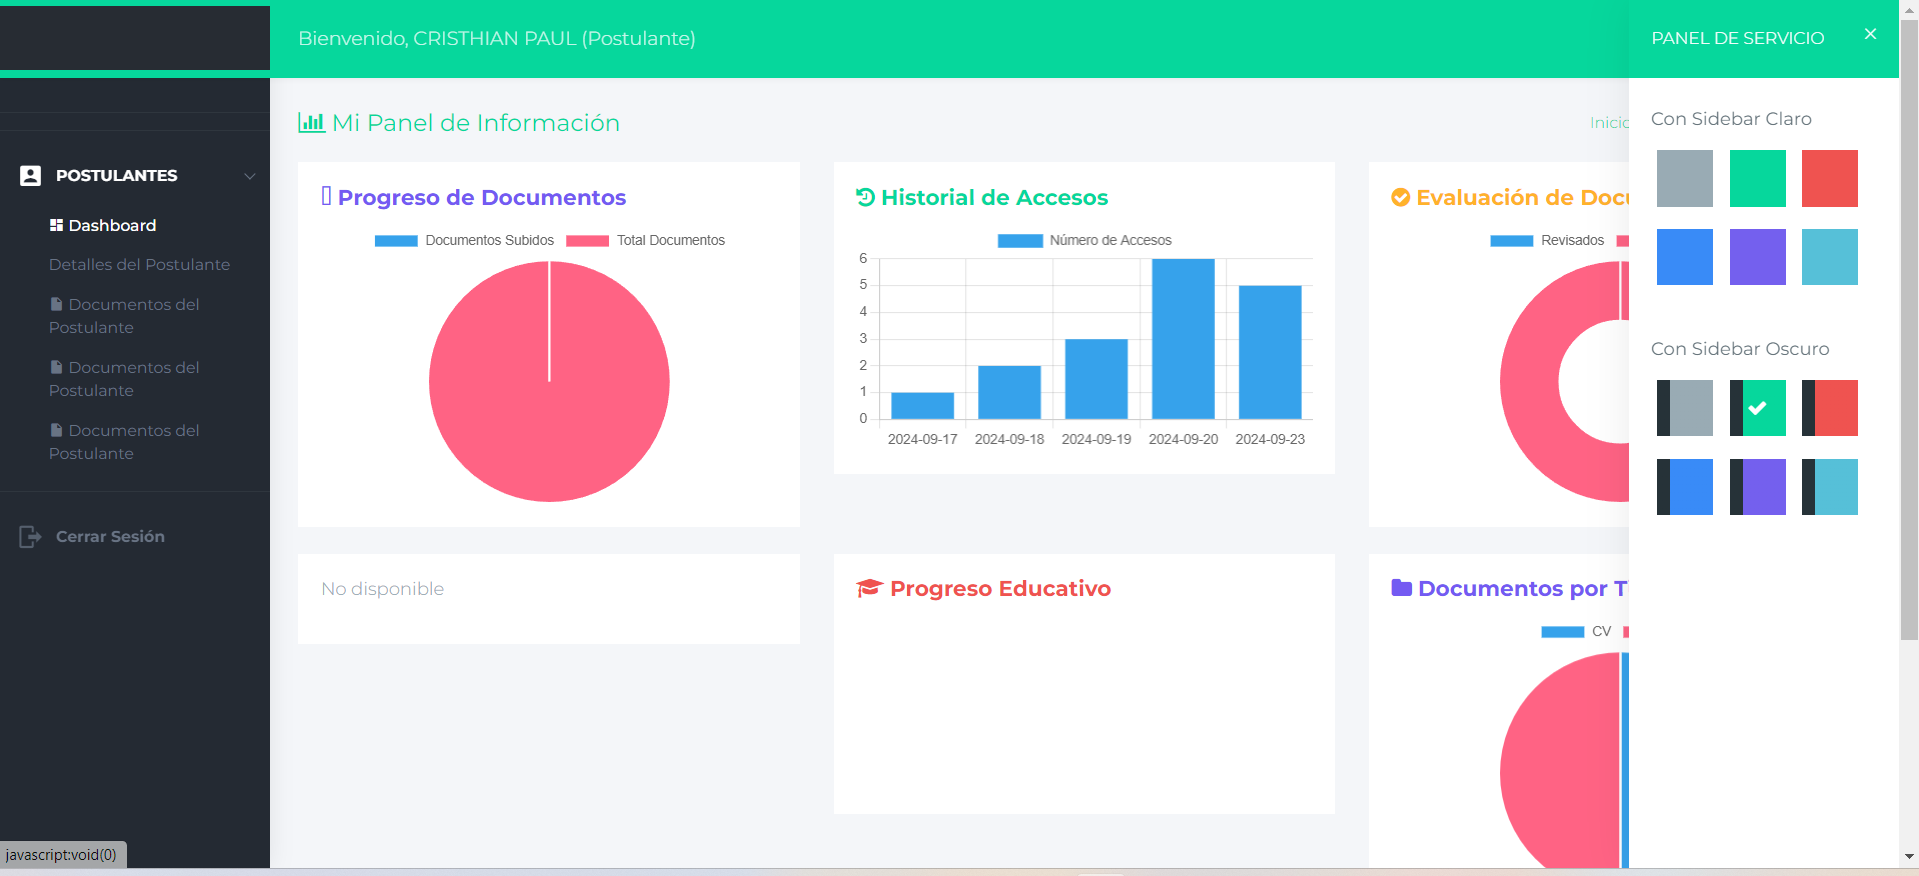 Bienvenido, CRISTHIAN PAUL (Postulante)
PANEL DE SERVICIO
×
POSTULANTES
Dashboard
Detalles del Postulante
Documentos del
Postulante
Documentos del
Postulante
Documentos del
Postulante
Cerrar Sesión
Mi Panel de Información
Inicio
Progreso de Documentos
Documentos Subidos
Total Documentos
Historial de Accesos
Número de Accesos
6
5
4
3
2
1
0
2024-09-17
2024-09-18
2024-09-19
2024-09-20
2024-09-23
Evaluación de Docu
Revisados
No disponible
Progreso Educativo
Documentos por T
CV
Con Sidebar Claro
Con Sidebar Oscuro
javascript:void(0)